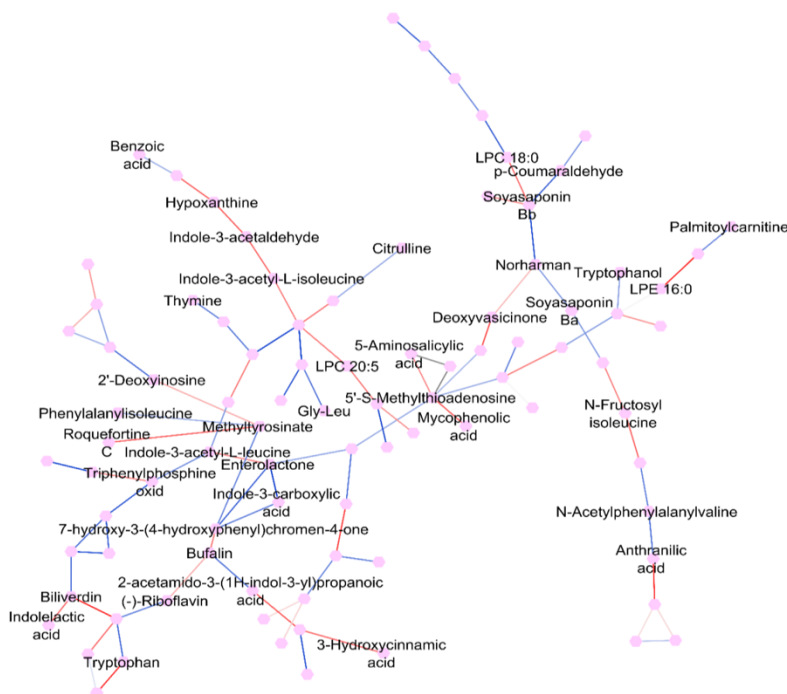 Benzoic
acid
LPC 18:0
p-Coumaraldehyde
Hypoxanthine
Soyasaponin
Bb
Indole-3-acetaldehyde
Palmitoylcarnitine
Citrulline
Norharman
Tryptophanol
Indole-3-acetyl-L-isoleucine
LPE 16:0
Thymine
Soyasaponin
Ba
Deoxyvasicinone
5-Aminosalicylic
acid
LPC 20:5
2'-Deoxyinosine
5'-S-Methylthioadenosine
Gly-Leu
Phenylalanylisoleucine
Methyltyrosinate
Mycophenolic
acid
N-Fructosyl
isoleucine
Roquefortine
C
Indole-3-acetyl-L-leucine
Enterolactone
Triphenylphosphine
oxid
Indole-3-carboxylic
acid
N-Acetylphenylalanylvaline
7-hydroxy-3-(4-hydroxyphenyl)chromen-4-one
Bufalin
Anthranilic
acid
2-acetamido-3-(1H-indol-3-yl)propanoic
acid
Biliverdin
(-)-Riboflavin
Indolelactic
acid
3-Hydroxycinnamic
acid
Tryptophan